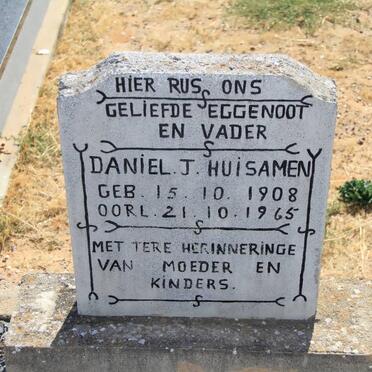 HIER RUS ONS
GELIEFDE EGGENOOT
EN VADER
DANIEL. J. HUISAMEN
GEB. 15. 10. 1908
OORL. 21. 10. 1965
MET TERE HERINNERINGE
VAN MOEDER EN
KINDERS.